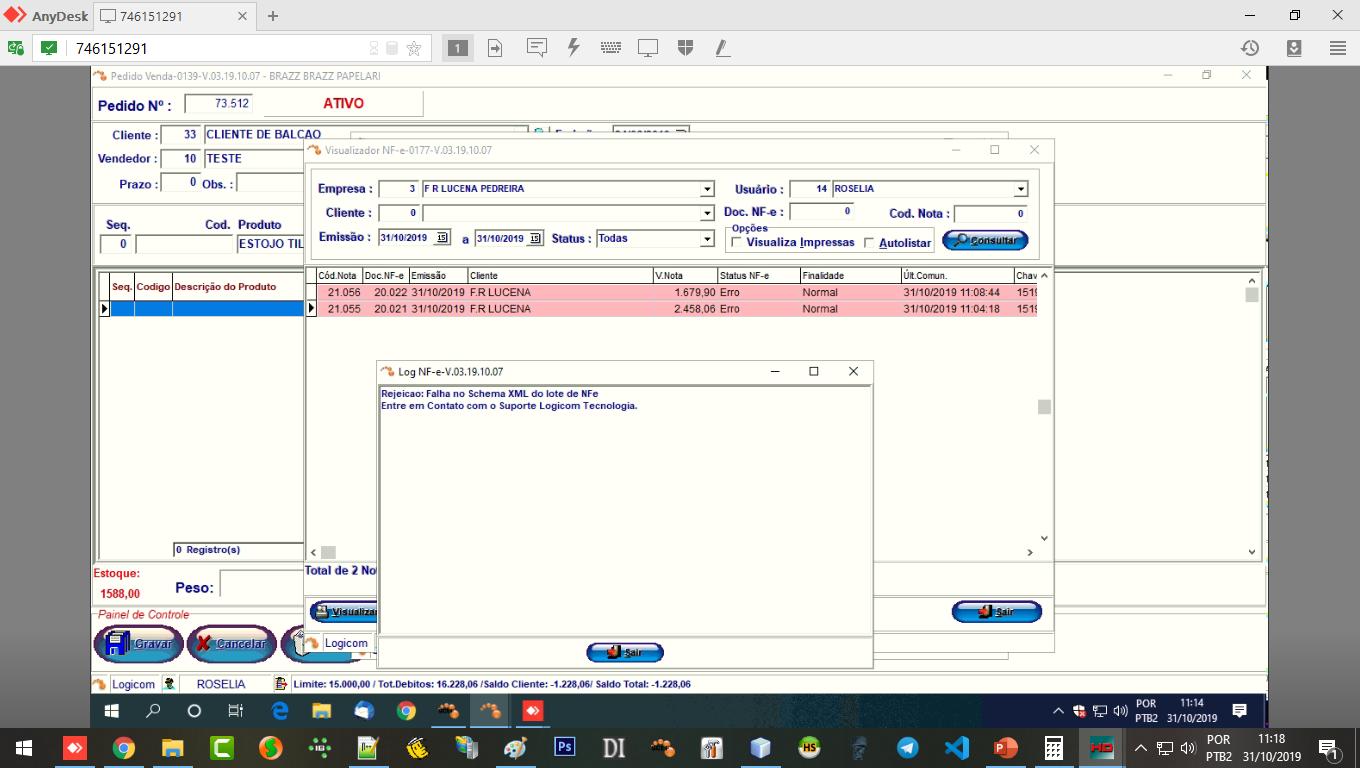 AnyDesk
746151291
746151291
1
Pedido Venda-0139-V.03.19.10.07 - BRAZZ BRAZZ PAPELARI
Pedido Nº : 73.512 ATIVO
Cliente : 33 CLIENTE DE BALCAO
Vendedor : 10 TESTE
Prazo : 0 Obs. :
Seq. Cod. Produto
0 ESTOJO TIL
Seq. Codigo Descrição do Produto
0 Registro(s)
Estoque:
1588,00
Peso:
Painel de Controle
Gravar Cancelar
Logicom ROSELIA Limite: 15.000,00 / Tot.Debitos: 16.228,06 /Saldo Cliente: -1.228,06/ Saldo Total: -1.228,06
Visualizador NF-e-0177-V.03.19.10.07
Empresa : 3 F R LUCENA PEDREIRA Usuário : 14 ROSELIA
Cliente : 0 Doc. NF-e : 0 Cod. Nota : 0
Emissão : 31/10/2019 15 a 31/10/2019 15 Status : Todas
Opções
Visualiza Impressas Autolistar Consultar
Cód.Nota Doc.NF-e Emissão Cliente V.Nota Status NF-e Finalidade Últ.Comun. Chav
21.056 20.022 31/10/2019 F.R LUCENA 1.679,90 Erro Normal 31/10/2019 11:08:44 151
21.055 20.021 31/10/2019 F.R LUCENA 2.458,06 Erro Normal 31/10/2019 11:04:18 151
Total de 2 No
Visualizar Sair
Logicom
Log NF-e-V.03.19.10.07
Rejeicao: Falha no Schema XML do lote de NFe
Entre em Contato com o Suporte Logicom Tecnologia.
Sair
POR
PTB2
11:14
31/10/2019
Ps
DI
HS
HD
POR
PTB2
11:18
31/10/2019
1